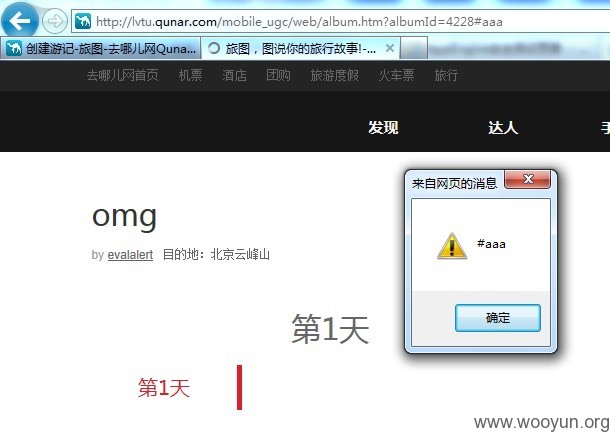 http://lvtu.qunar.com/mobile_ugc/web/album.htm?albumId=4228#aaa
创建游记-旅图-去哪儿网Quna...
旅图，图说你的旅行故事!-...
去哪儿网首页 机票 酒店 团购 旅游度假 火车票 旅行
发现 达人
来自网页的消息
#aaa
确定
omg
by evalalert 目的地：北京云峰山
第1天
第1天
www.wooyun.org